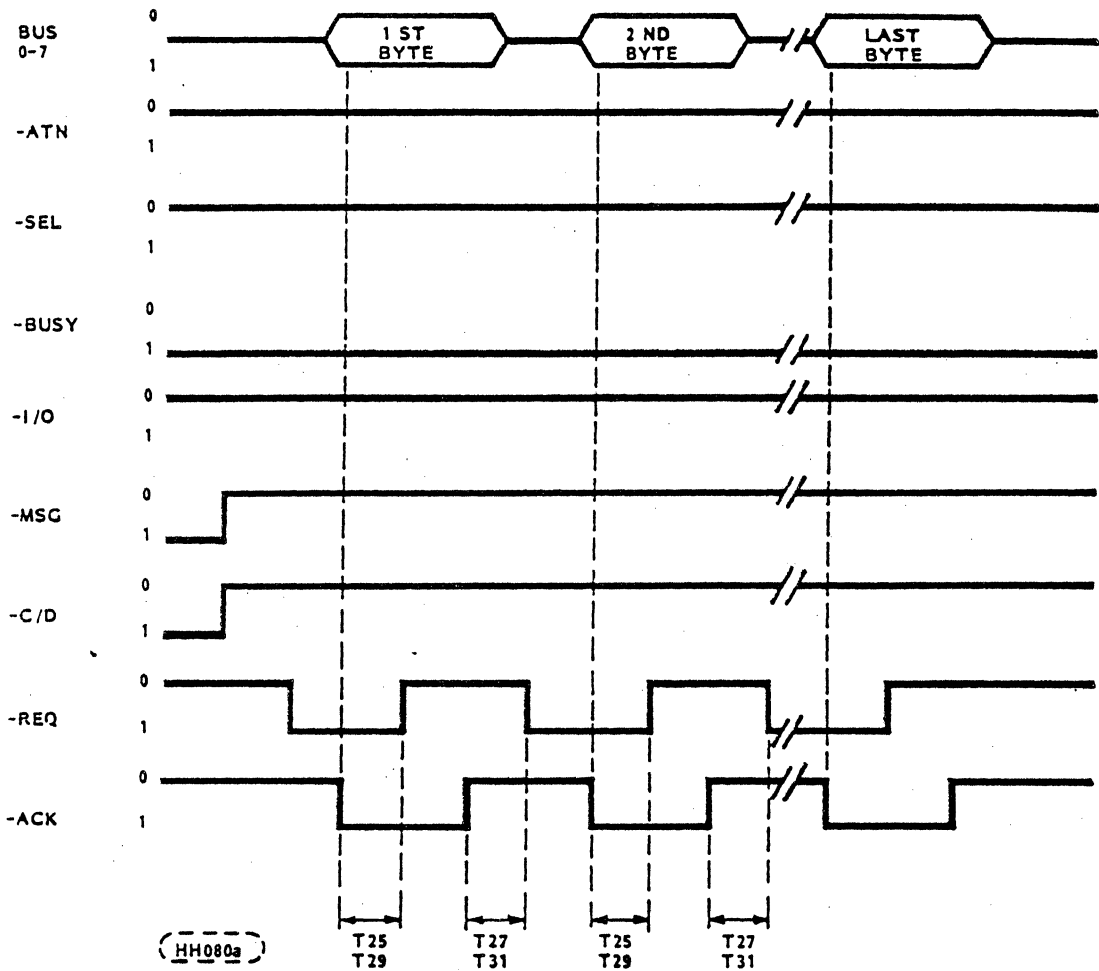 BUS
0-7
0
1
1 ST
BYTE
2 ND
BYTE
LAST
BYTE
-ATN
0
1
-SEL
0
1
-BUSY
0
1
-I/O
0
1
-MSG
0
1
-C/D
0
1
-REQ
0
1
-ACK
0
1
T25
T29
T27
T31
T25
T29
T27
T31
HH080a